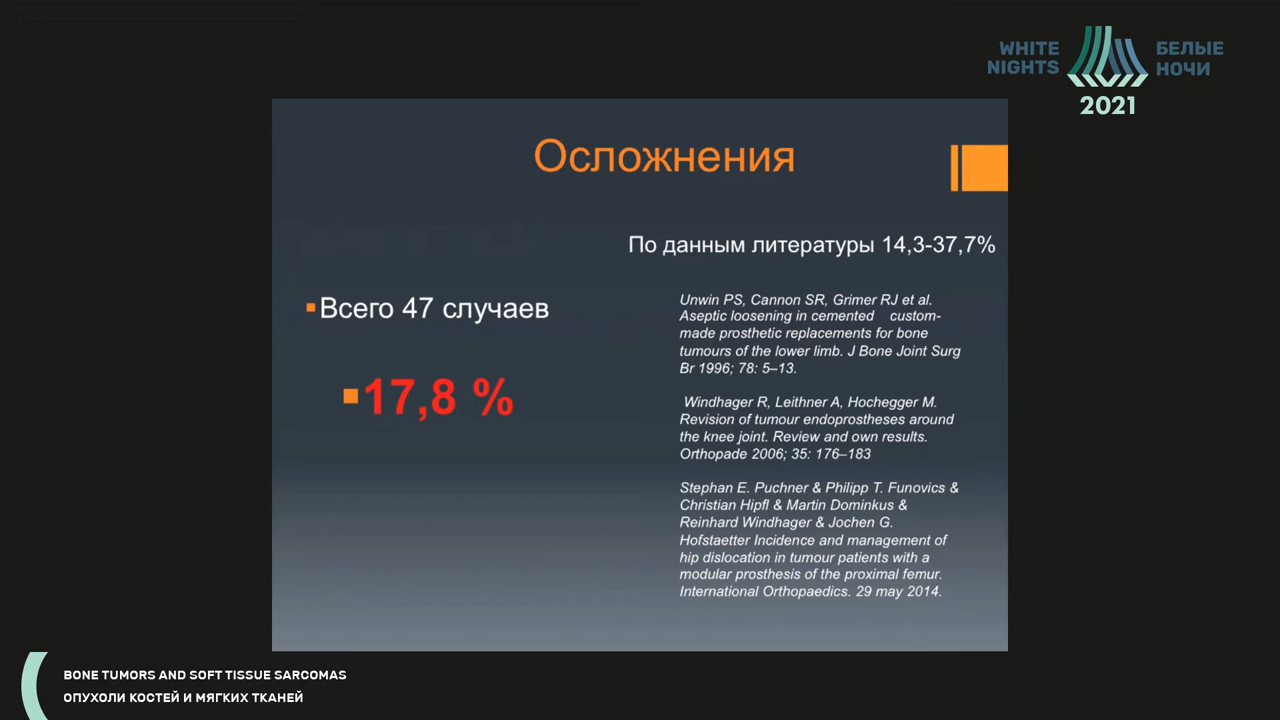 WHITE
NIGHTS
БЕЛЫЕ
НОЧИ
2021
Осложнения
По данным литературы 14,3-37,7%
Всего 47 случаев
17,8 %
Unwin PS, Cannon SR, Grimer RJ et al.
Aseptic loosening in cemented custom-
made prosthetic replacements for bone
tumours of the lower limb. J Bone Joint Surg
Br 1996; 78: 5–13.
Windhager R, Leithner A, Hochegger M.
Revision of tumour endoprostheses around
the knee joint. Review and own results.
Orthopade 2006; 35: 176–183
Stephan E. Puchner & Philipp T. Funovics &
Christian Hipfl & Martin Dominkus &
Reinhard Windhager & Jochen G.
Hofstaetter Incidence and management of
hip dislocation in tumour patients with a
modular prosthesis of the proximal femur.
International Orthopaedics. 29 may 2014.
BONE TUMORS AND SOFT TISSUE SARCOMAS
ОПУХОЛИ КОСТЕЙ И МЯГКИХ ТКАНЕЙ